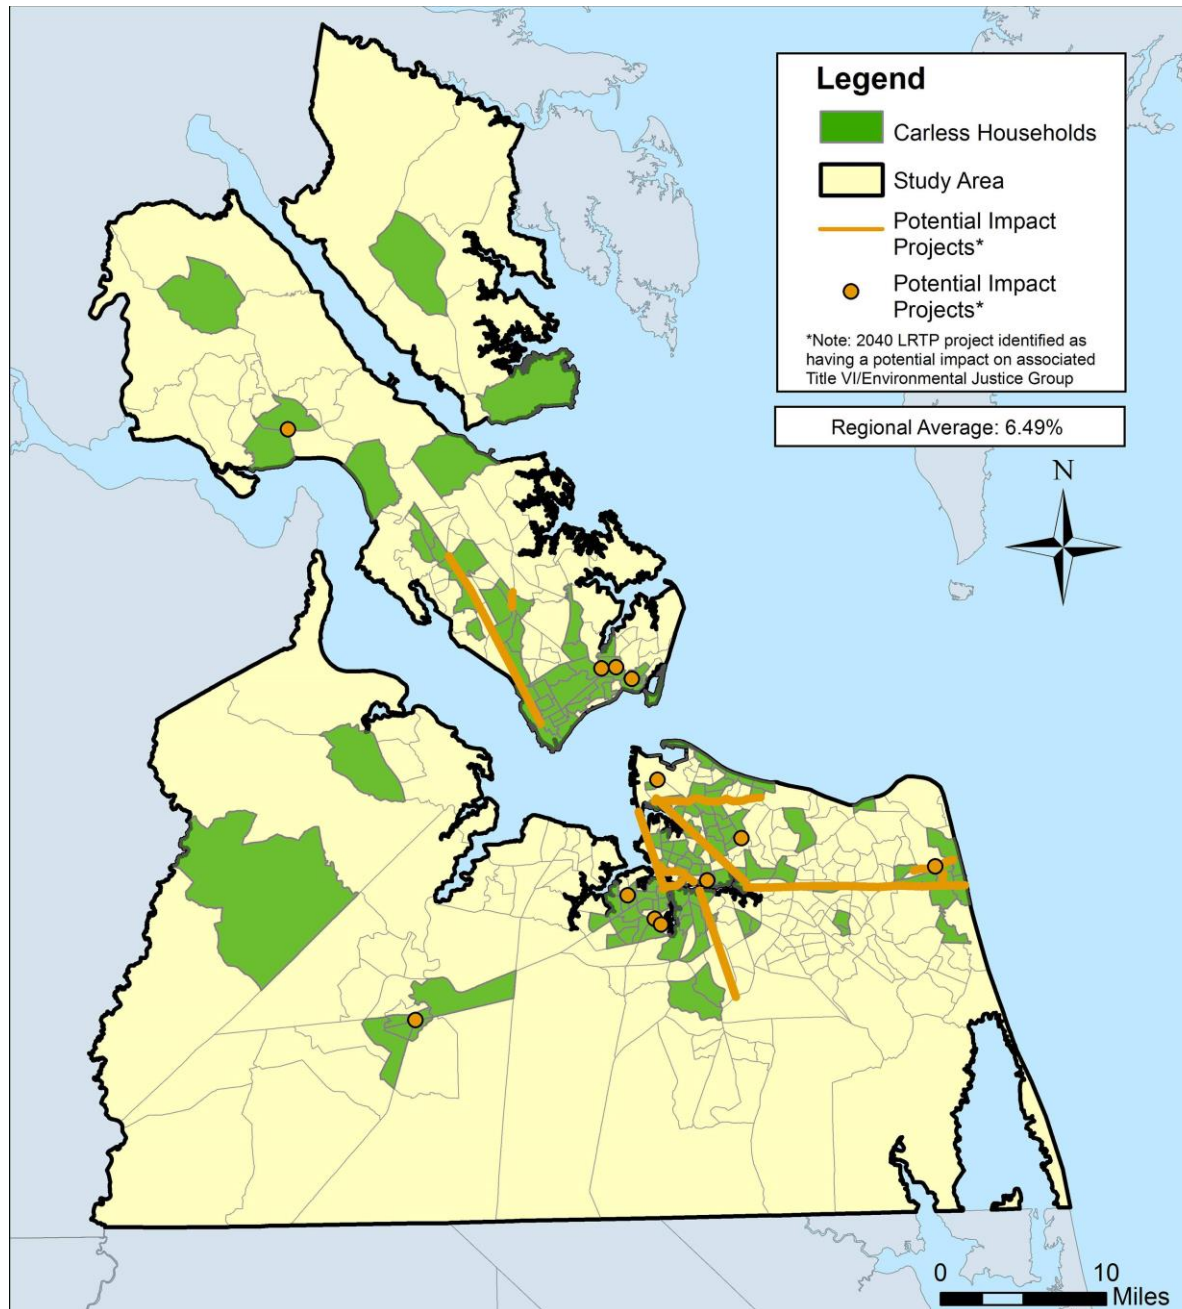 Legend
Carless Households
Study Area
Potential Impact
Projects*
Potential Impact
Projects*
*Note: 2040 LRTP project identified as
having a potential impact on associated
Title VI/Environmental Justice Group
Regional Average: 6.49%
N
0 10
Miles